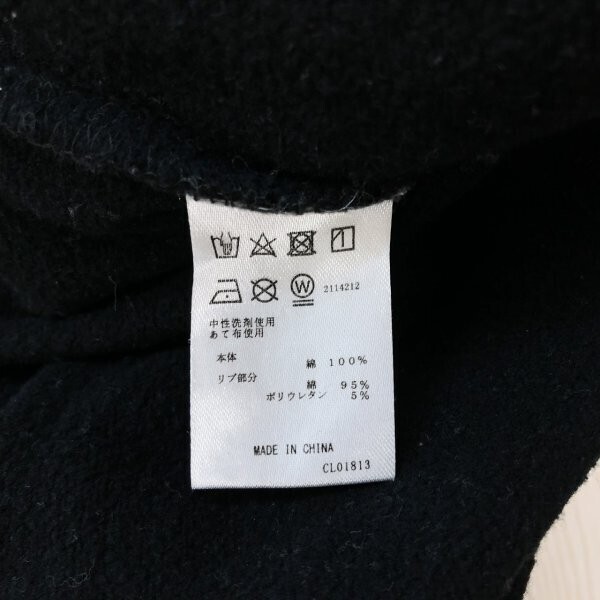 W 2114212
中性洗剤使用
あて布使用
本体 綿 100%
リブ部分 綿 95%
ポリウレタン 5%
MADE IN CHINA
CL01813